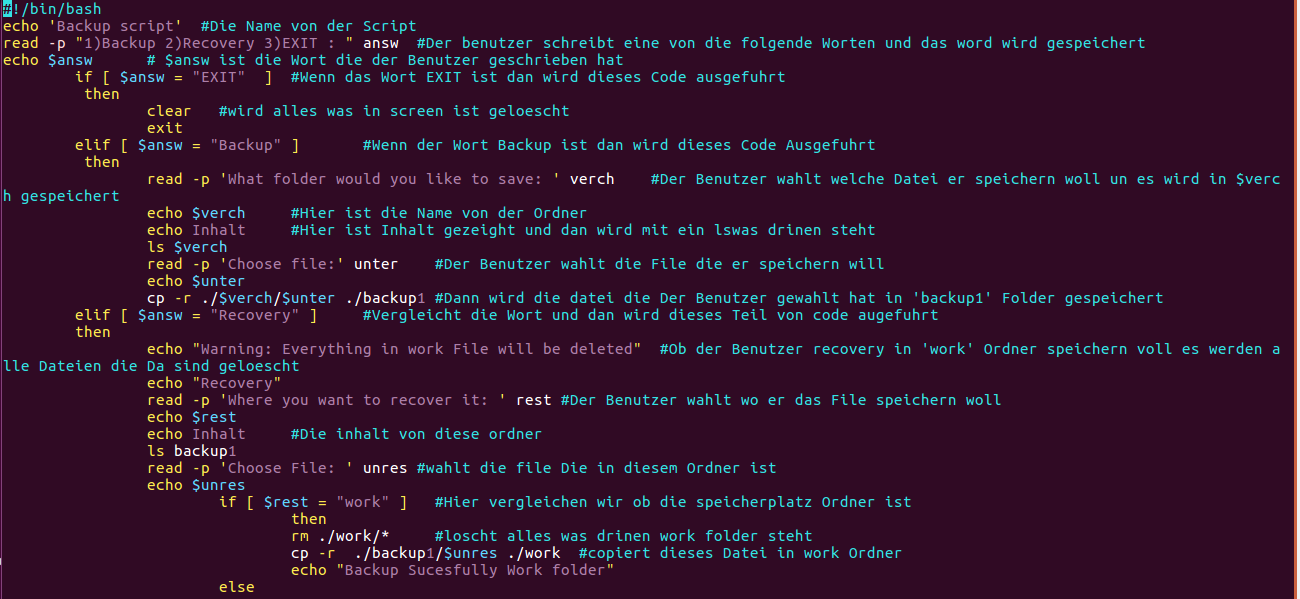 #!/bin/bash
echo 'Backup script'  #Die Name von der Script
read -p "1)Backup 2)Recovery 3)EXIT : " answ  #Der benutzer schreibt eine von die folgende Worten und das word wird gespeichert
echo $answ      # $answ ist die Wort die der Benutzer geschrieben hat
        if [ $answ = "EXIT"  ]  #Wenn das Wort EXIT ist dan wird dieses Code ausgefuhrt
         then
                clear   #wird alles was in screen ist geloescht
                exit
        elif [ $answ = "Backup" ]       #Wenn der Wort Backup ist dan wird dieses Code Ausgefuhrt
         then
                read -p 'What folder would you like to save: ' verch    #Der Benutzer wahlt welche Datei er speichern woll un es wird in $verc
h gespeichert
                echo $verch     #Hier ist die Name von der Ordner
                echo Inhalt     #Hier ist Inhalt gezeight und dan wird mit ein lswas drinen steht
                ls $verch
                read -p 'Choose file:' unter    #Der Benutzer wahlt die File die er speichern will
                echo $unter
                cp -r ./$verch/$unter ./backup1 #Dann wird die datei die Der Benutzer gewahlt hat in 'backup1' Folder gespeichert
        elif [ $answ = "Recovery" ]     #Vergleicht die Wort und dan wird dieses Teil von code augefuhrt
        then
                echo "Warning: Everything in work File will be deleted"  #Ob der Benutzer recovery in 'work' Ordner speichern voll es werden a
lle Dateien die Da sind geloescht
                echo "Recovery"
                read -p 'Where you want to recover it: ' rest #Der Benutzer wahlt wo er das File speichern woll
                echo $rest
                echo Inhalt     #Die inhalt von diese ordner
                ls backup1
                read -p 'Choose File: ' unres #wahlt die file Die in diesem Ordner ist
                echo $unres
                        if [ $rest = "work" ]   #Hier vergleichen wir ob die speicherplatz Ordner ist
                                then
                                rm ./work/*     #loscht alles was drinen work folder steht
                                cp -r  ./backup1/$unres ./work  #copiert dieses Datei in work Ordner
                                echo "Backup Sucesfully Work folder"
                        else